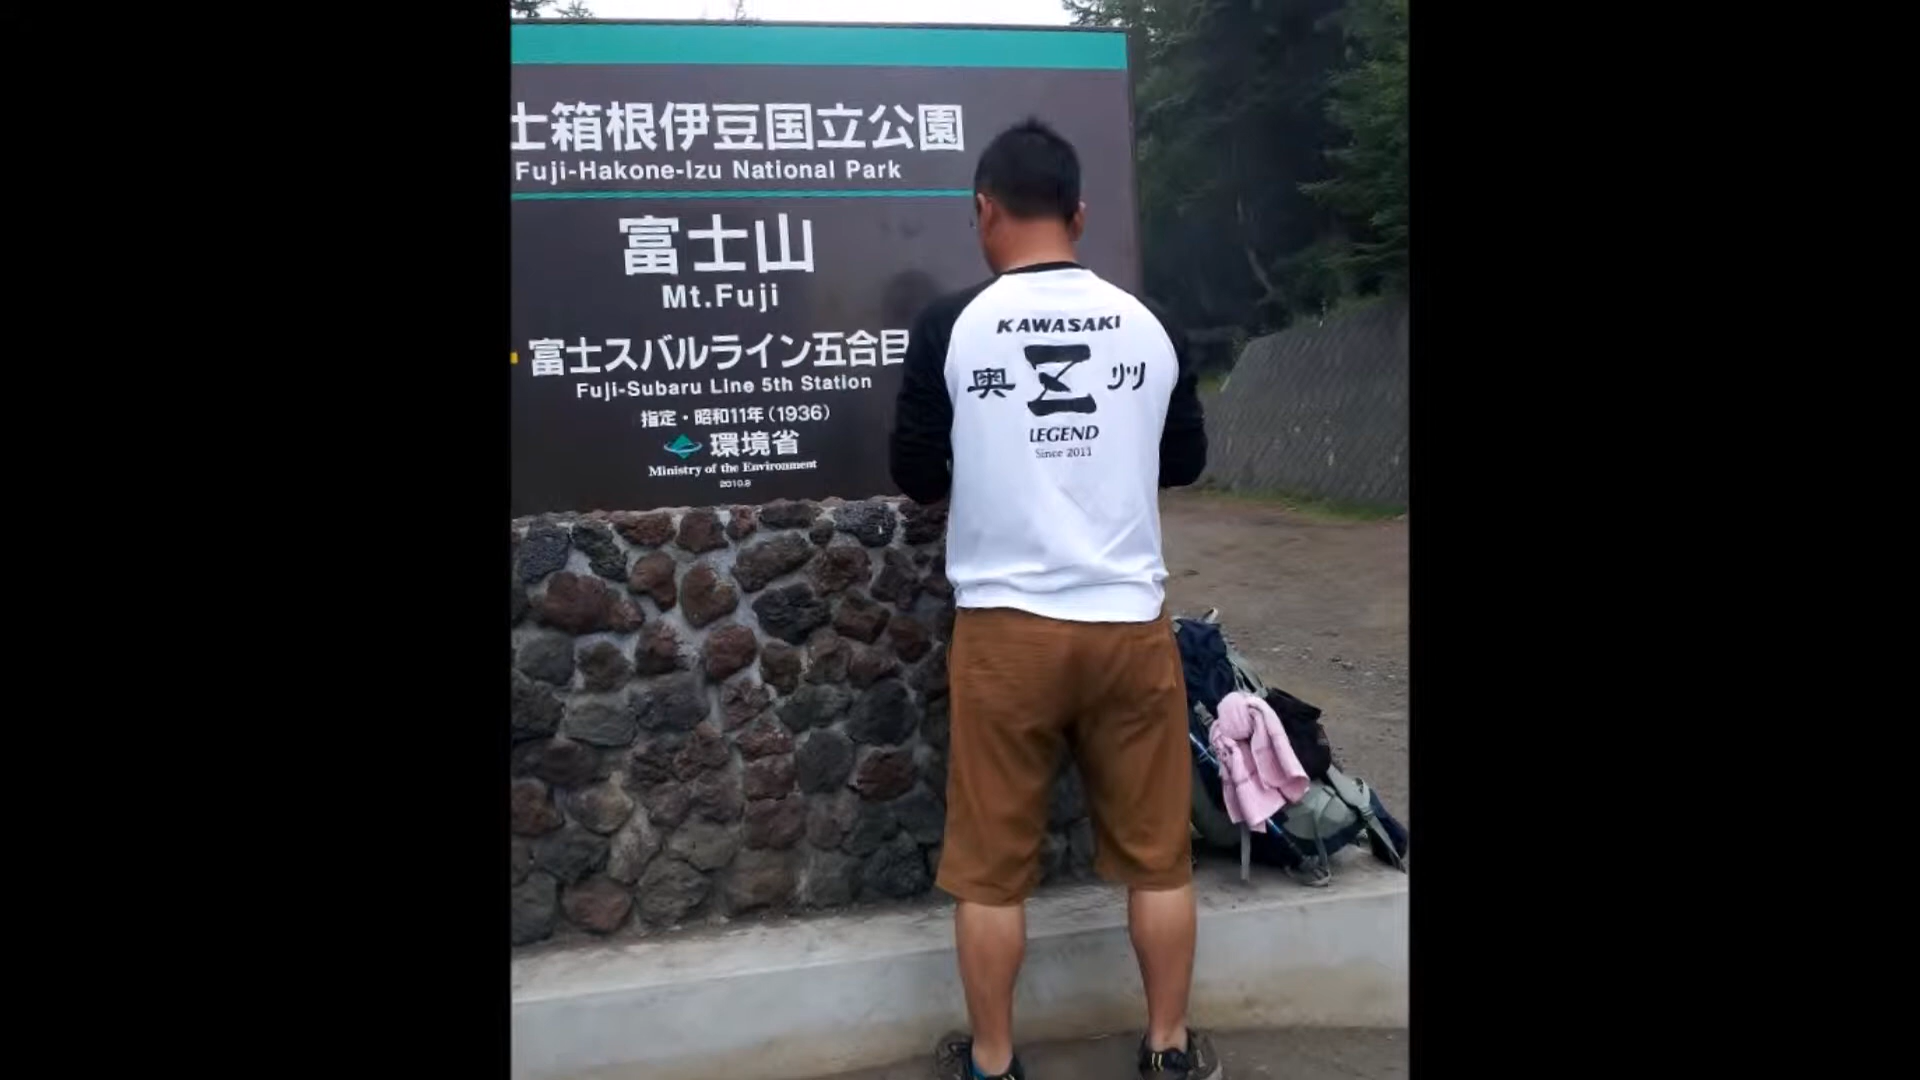 士箱根伊豆国立公園
Fuji-Hakone-Izu National Park
富士山
Mt.Fuji
富士スバルライン五合目
Fuji-Subaru Line 5th Station
指定・昭和11年(1936)
環境省
Ministry of the Environment
2010.8
KAWASAKI
奥 Z 州
LEGEND
Since 2011